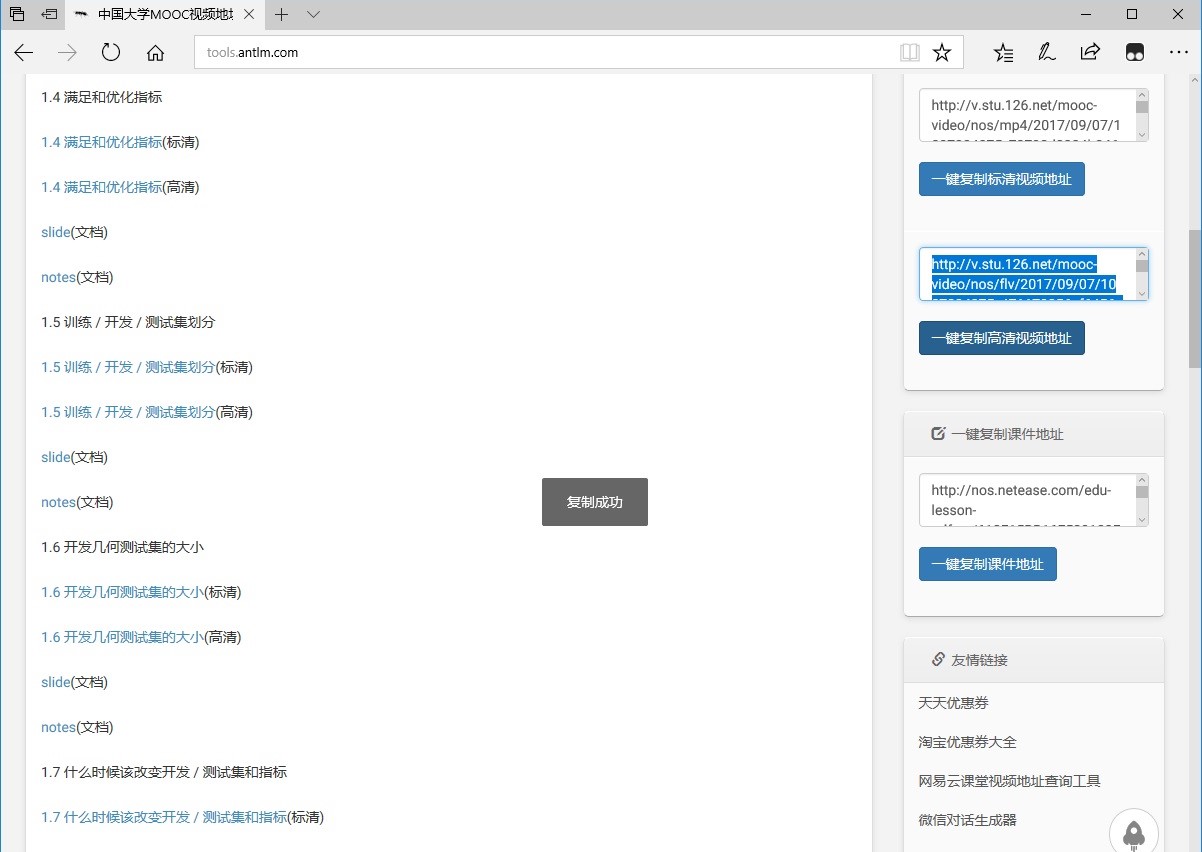 中国大学MOOC视频地址
tools.antlm.com
1.4 满足和优化指标
1.4 满足和优化指标(标清)
1.4 满足和优化指标(高清)
slide(文档)
notes(文档)
1.5 训练 / 开发 / 测试集划分
1.5 训练 / 开发 / 测试集划分(标清)
1.5 训练 / 开发 / 测试集划分(高清)
slide(文档)
notes(文档)
1.6 开发几何测试集的大小
1.6 开发几何测试集的大小(标清)
1.6 开发几何测试集的大小(高清)
slide(文档)
notes(文档)
1.7 什么时候该改变开发 / 测试集和指标
1.7 什么时候该改变开发 / 测试集和指标(标清)
复制成功
http://v.stu.126.net/mooc-
video/nos/mp4/2017/09/07/1
一键复制标清视频地址
http://v.stu.126.net/mooc-
video/nos/flv/2017/09/07/10
一键复制高清视频地址
一键复制课件地址
http://nos.netease.com/edu-
lesson-
一键复制课件地址
友情链接
天天优惠券
淘宝优惠券大全
网易云课堂视频地址查询工具
微信对话生成器